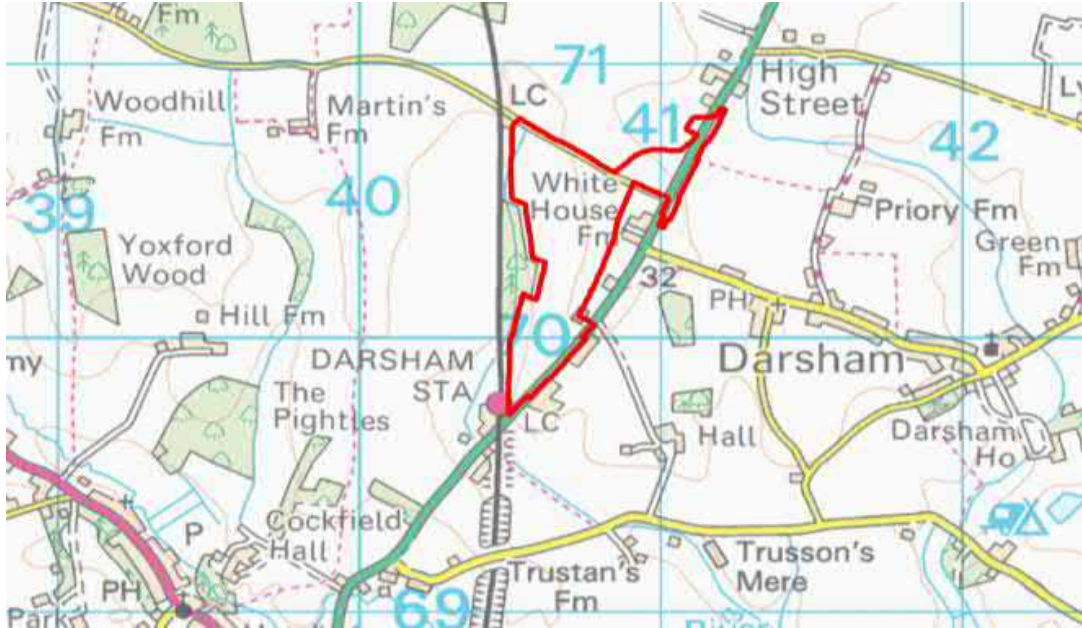 Fm
71
High
Street
LC
Woodhill
Fm
Martin's
Fm
41
42
39
40
White
House
Fm
Priory Fm
Green
Fm
Yoxford
Wood
32
PH
Hill Fm
70
my
DARSHAM
STA
Darsham
The
Pightles
LC
Hall
Darsham
Ho
P
Cockfield
Hall
Trusson's
Mere
Trustan's
Fm
PH
69
Park